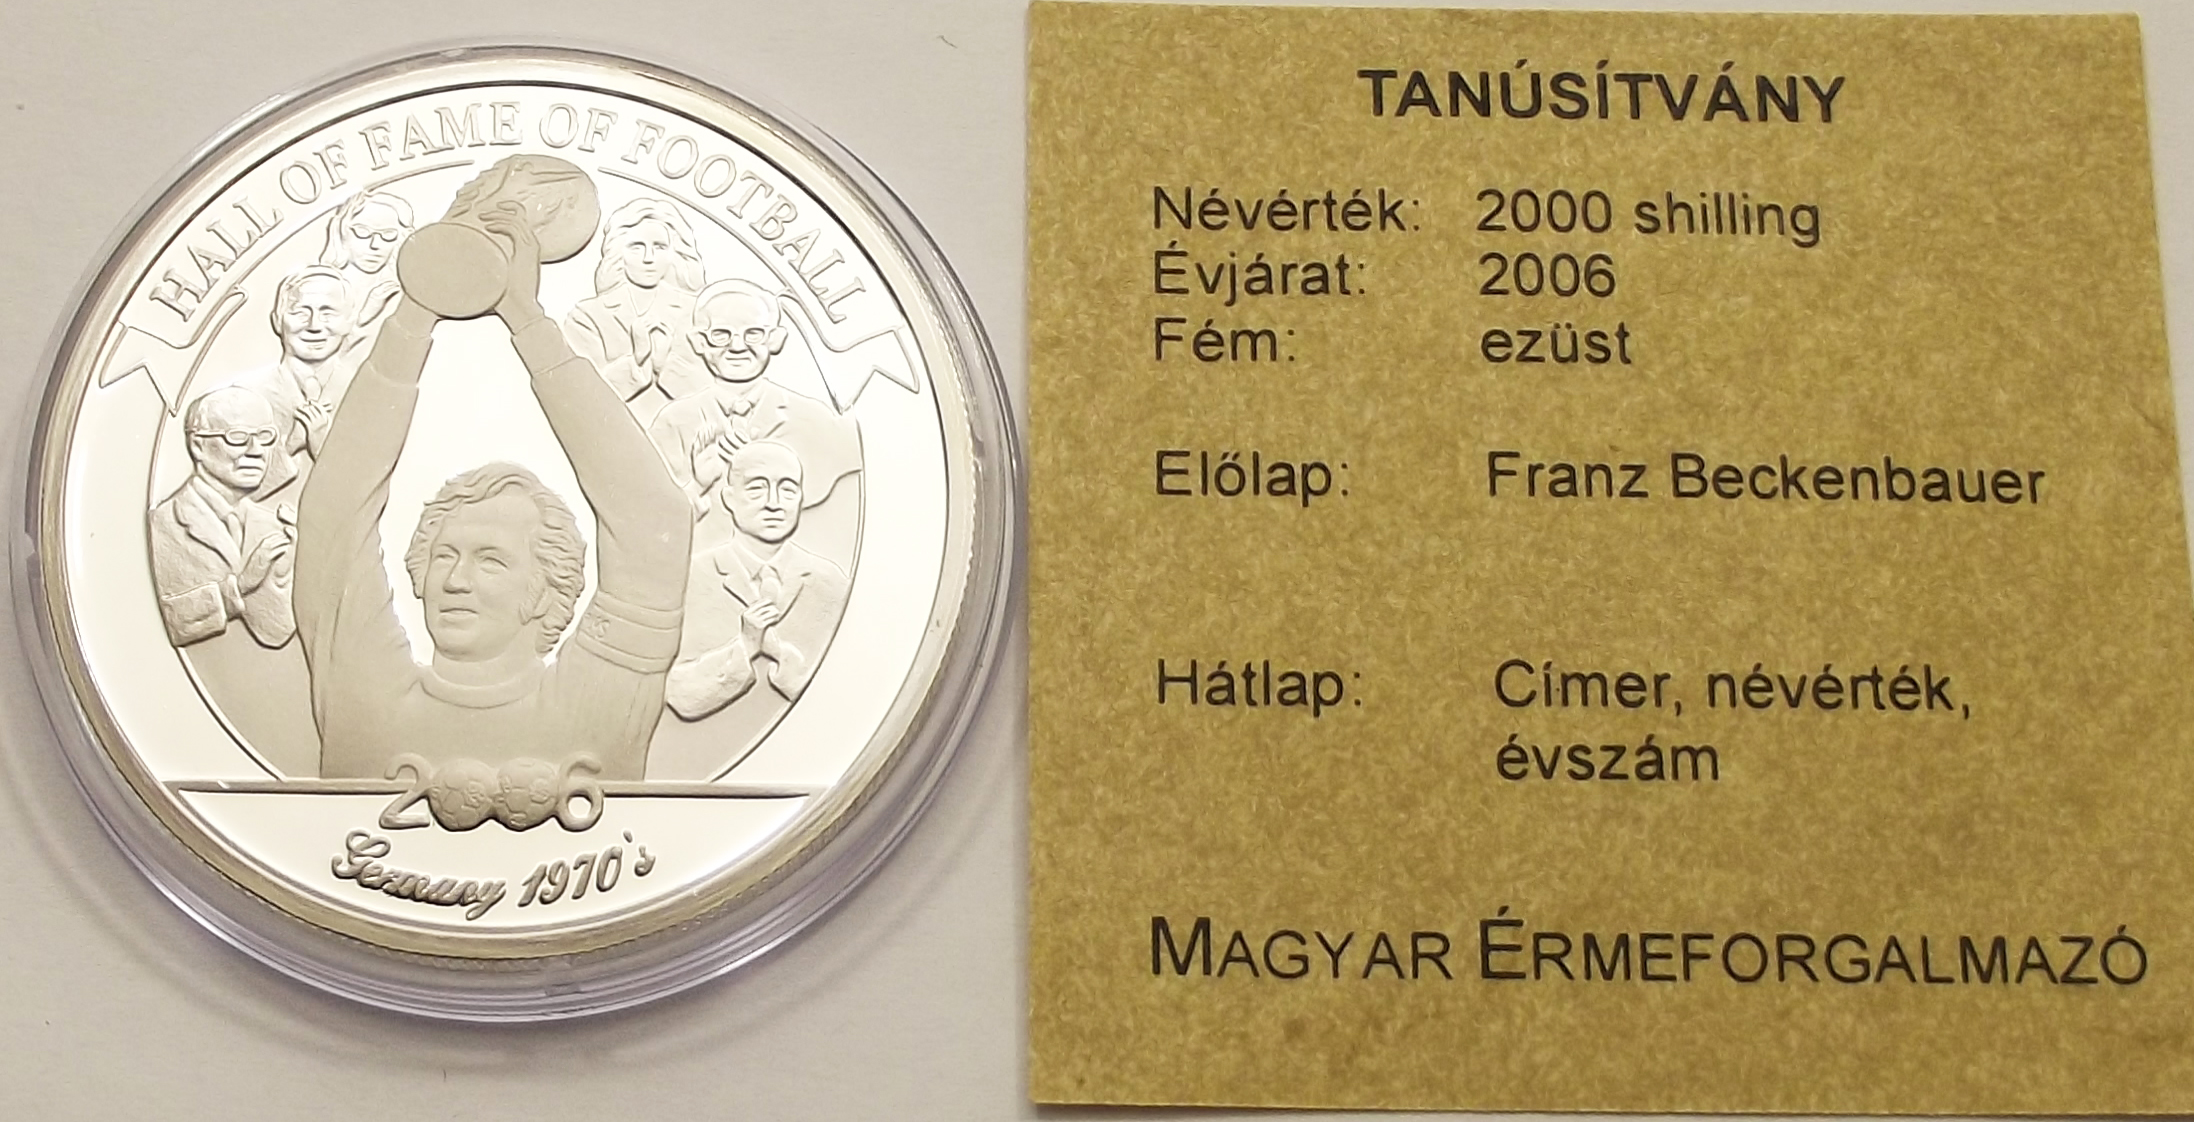 HALL OF FAME OF FOOTBALL
2006
Germany 1970's
TANÚSÍTVÁNY
Névérték: 2000 shilling
Évjárat: 2006
Fém: ezüst
Előlap: Franz Beckenbauer
Hátlap: Címer, névérték,
évszám
MAGYAR ÉRMEFORGALMAZÓ